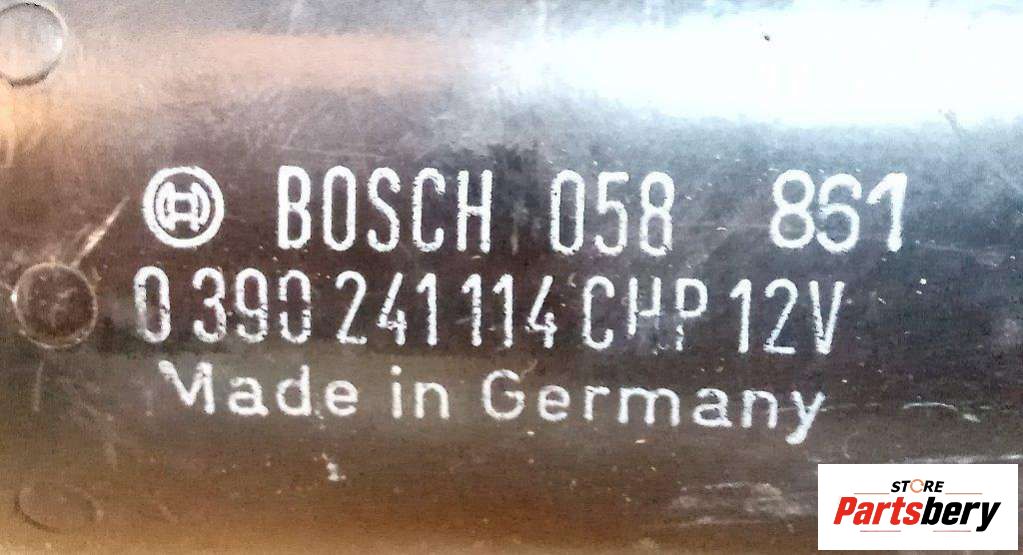 BOSCH 058 861
0 390 241 114 CHP 12V
Made in Germany
STORE
Partsbery